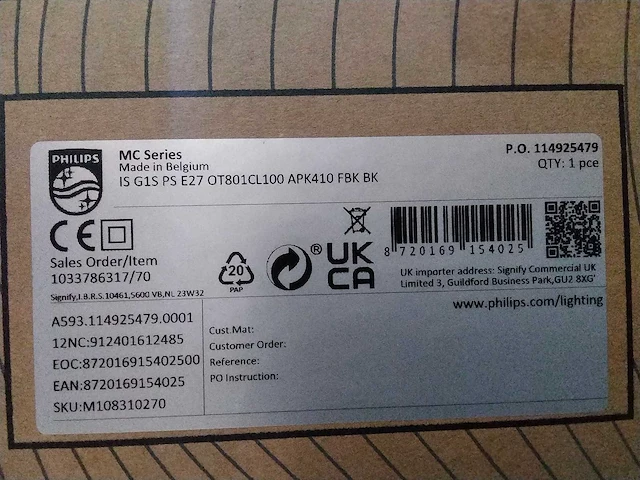 PHILIPS
MC Series
Made in Belgium
IS G1S PS E27 OT801CL100 APK410 FBK BK
P.O. 114925479
QTY: 1 pce
CE
Sales Order/Item
1033786317/70
20
PAP
®
UK
CA
8 720169 154025
UK importer address: Signify Commercial UK
Limited 3, Guildford Business Park,GU2 8XG'
Signify,I.B.R.S.10461,5600 VB,NL 23W32
www.philips.com/lighting
A593.114925479.0001
12NC:912401612485
EOC:872016915402500
EAN:8720169154025
SKU:M108310270
Cust.Mat:
Customer Order:
Reference:
PO Instruction: